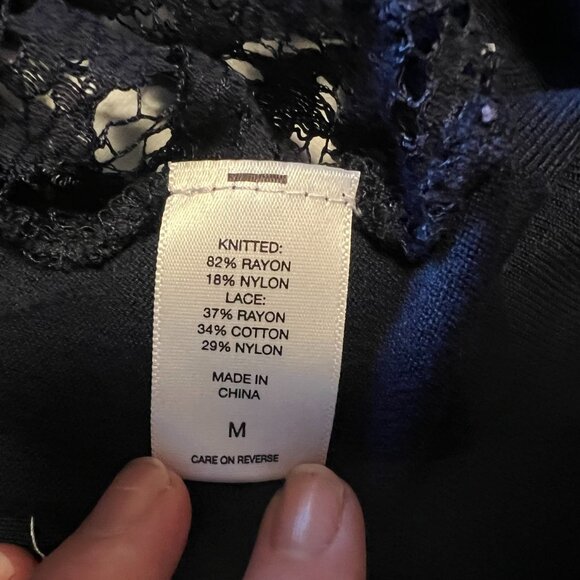 KNITTED:
82% RAYON
18% NYLON
LACE:
37% RAYON
34% COTTON
29% NYLON
MADE IN
CHINA
M
CARE ON REVERSE